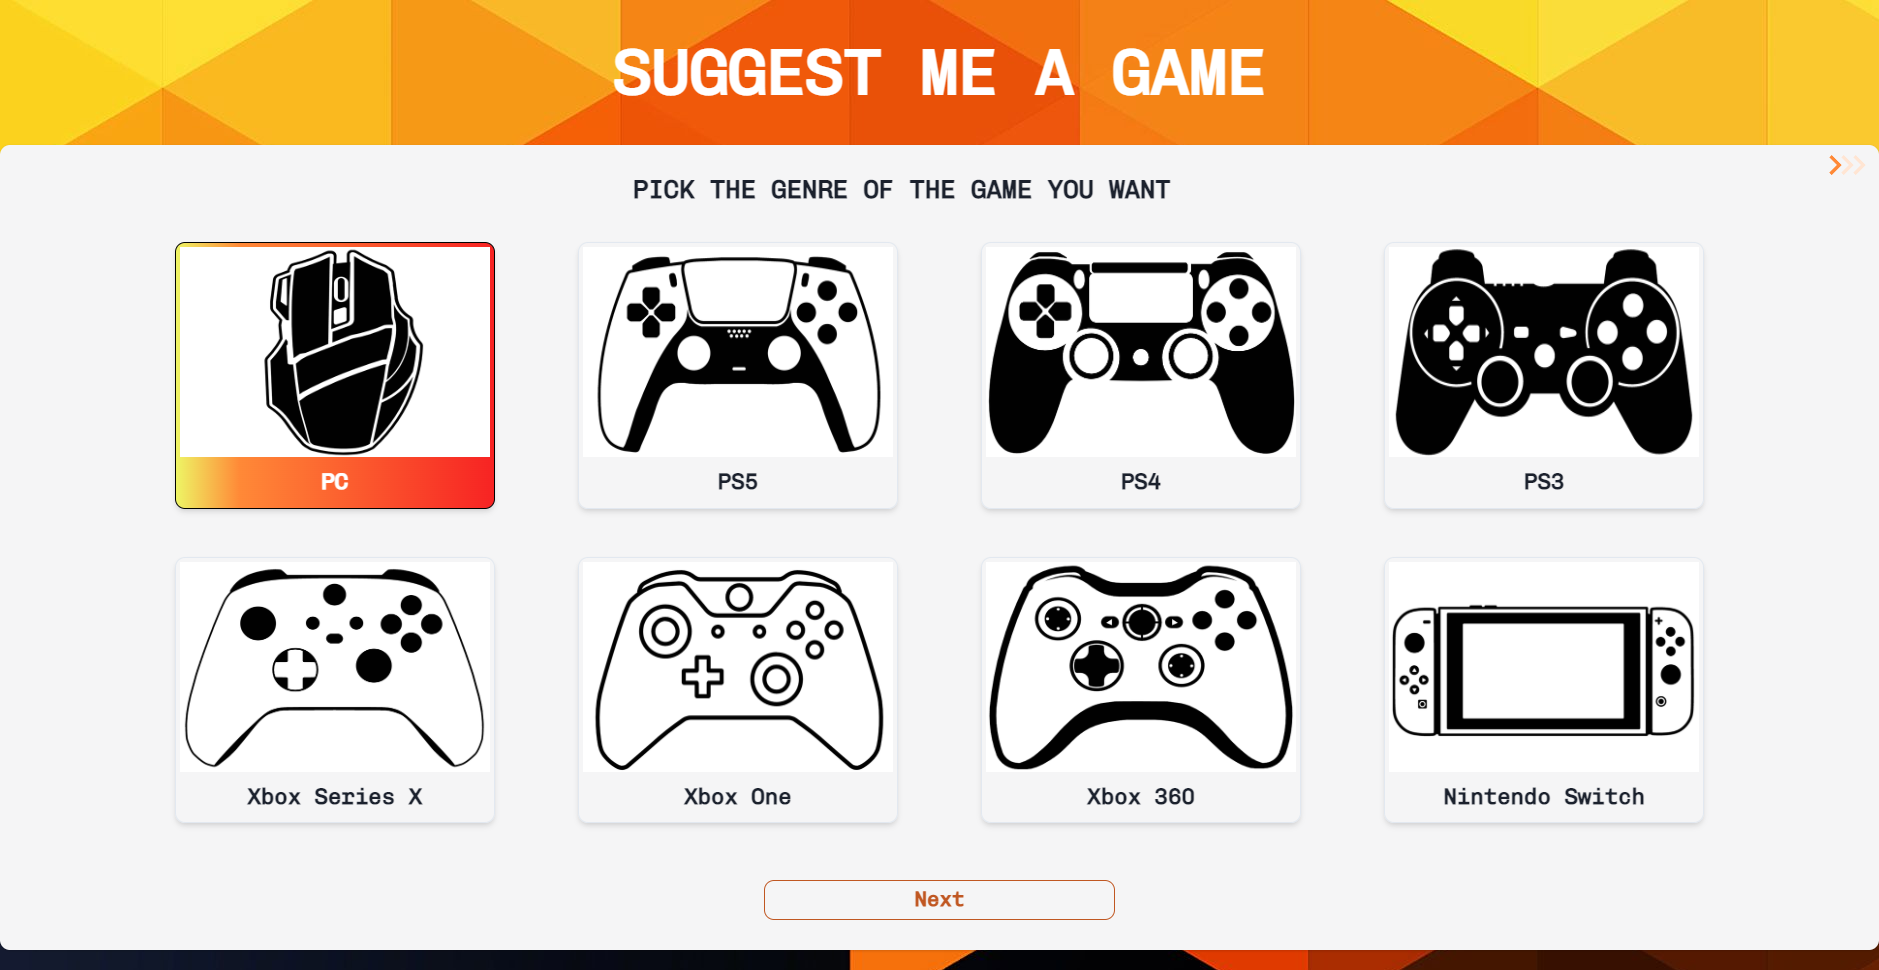 SUGGEST ME A GAME
PICK THE GENRE OF THE GAME YOU WANT
PC
PS5
PS4
PS3
Xbox Series X
Xbox One
Xbox 360
Nintendo Switch
Next